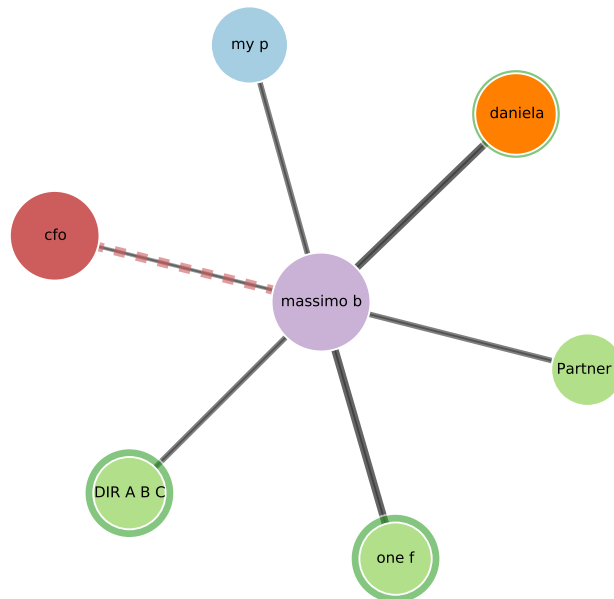 my p
daniela
cfo
massimo b
Partner
DIR A B C
one f